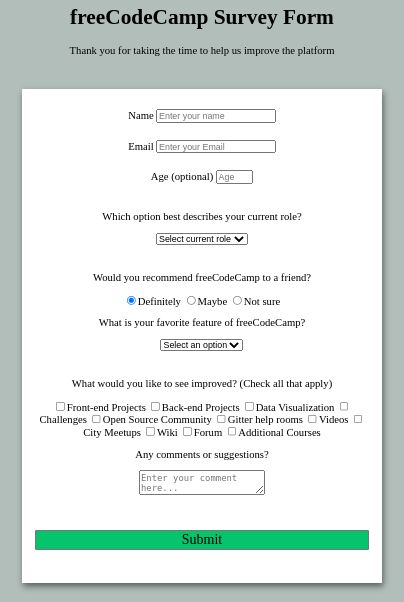 freeCodeCamp Survey Form
Thank you for taking the time to help us improve the platform
Name Enter your name
Email Enter your Email
Age (optional) Age
Which option best describes your current role?
Select current role
Would you recommend freeCodeCamp to a friend?
Definitely Maybe Not sure
What is your favorite feature of freeCodeCamp?
Select an option
What would you like to see improved? (Check all that apply)
Front-end Projects Back-end Projects Data Visualization
Challenges Open Source Community Gitter help rooms Videos
City Meetups Wiki Forum Additional Courses
Any comments or suggestions?
Enter your comment
here...
Submit